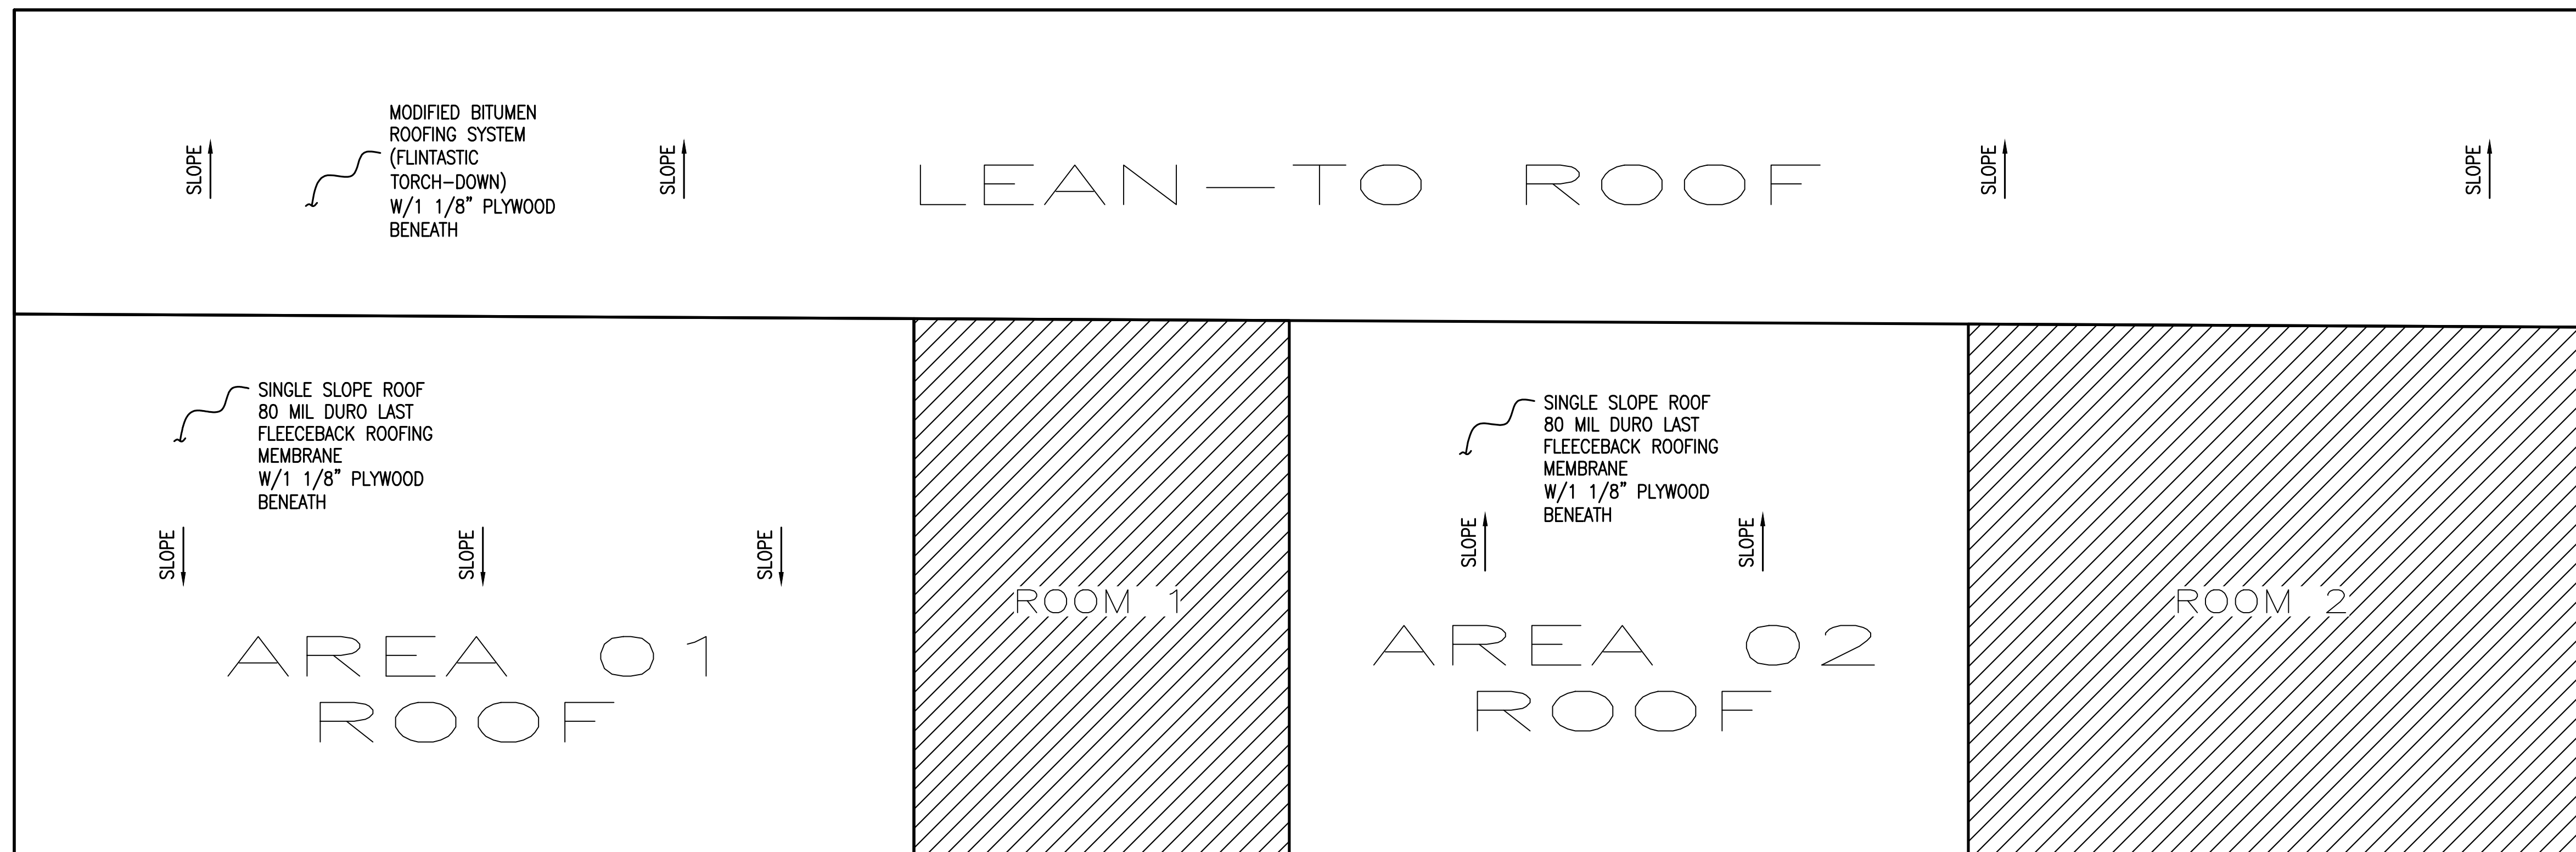 SLOPE
MODIFIED BITUMEN
ROOFING SYSTEM
(FLINTASTIC
TORCH-DOWN)
W/1 1/8" PLYWOOD
BENEATH
SLOPE
LEAN-TO ROOF
SLOPE
SLOPE
SINGLE SLOPE ROOF
80 MIL DURO LAST
FLEECEBACK ROOFING
MEMBRANE
W/1 1/8" PLYWOOD
BENEATH
SLOPE
SLOPE
SLOPE
AREA 01
ROOF
ROOM 1
SINGLE SLOPE ROOF
80 MIL DURO LAST
FLEECEBACK ROOFING
MEMBRANE
W/1 1/8" PLYWOOD
BENEATH
SLOPE
SLOPE
AREA 02
ROOF
ROOM 2